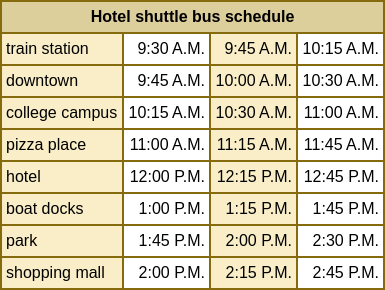 Hotel shuttle bus schedule
train station 9:30 A.M. 9:45 A.M. 10:15 A.M.
downtown 9:45 A.M. 10:00 A.M. 10:30 A.M.
college campus 10:15 A.M. 10:30 A.M. 11:00 A.M.
pizza place 11:00 A.M. 11:15 A.M. 11:45 A.M.
hotel 12:00 P.M. 12:15 P.M. 12:45 P.M.
boat docks 1:00 P.M. 1:15 P.M. 1:45 P.M.
park 1:45 P.M. 2:00 P.M. 2:30 P.M.
shopping mall 2:00 P.M. 2:15 P.M. 2:45 P.M.